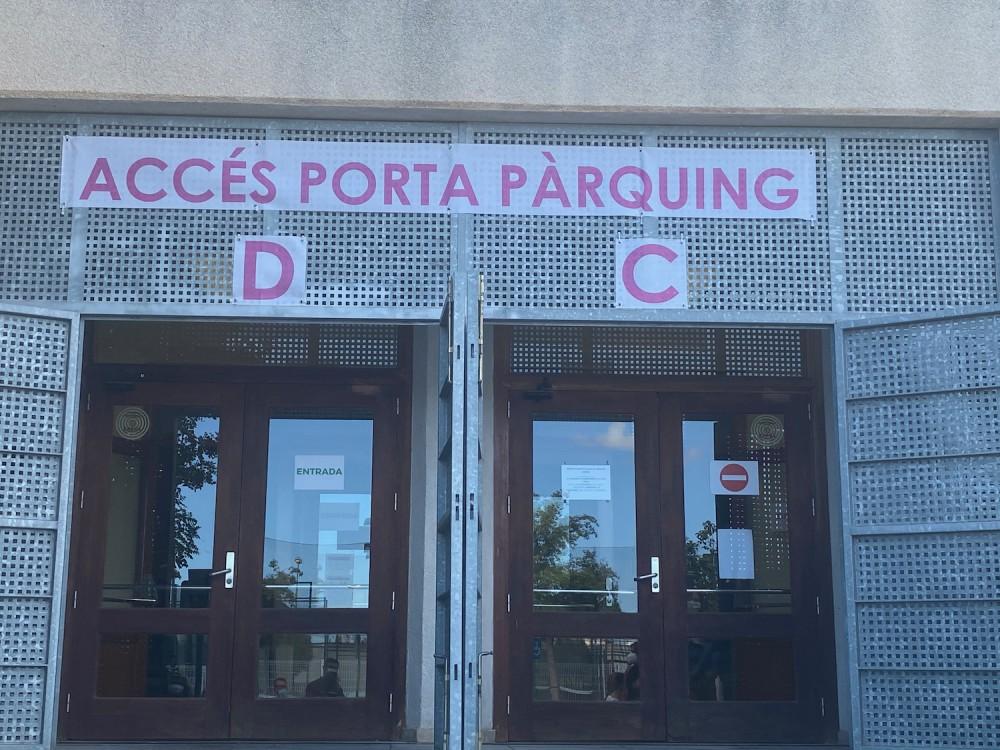 ACCÉS PORTA PÀRQUING
D
C
ENTRADA